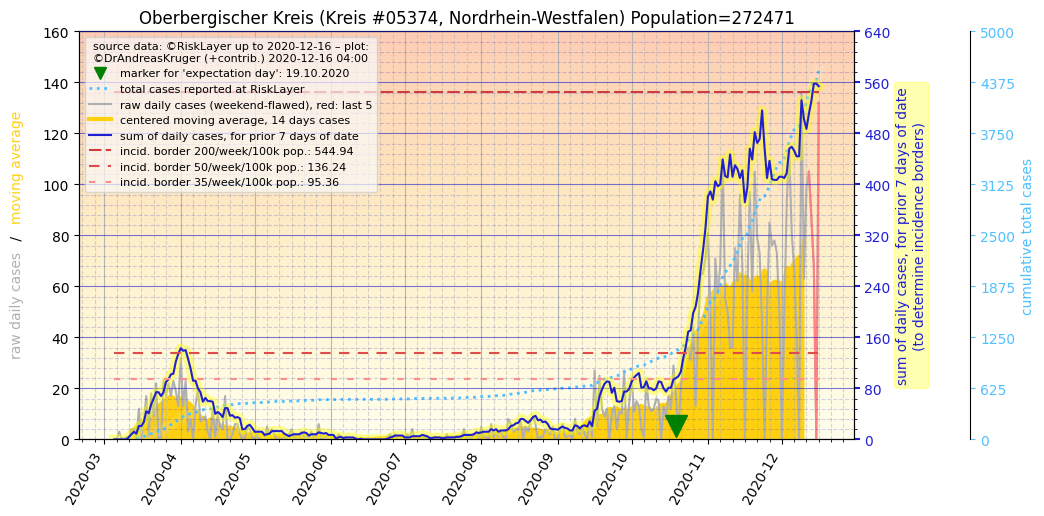 Oberbergischer Kreis (Kreis #05374, Nordrhein-Westfalen) Population=272471
source data: ©RiskLayer up to 2020-12-16 – plot:
©DrAndreasKruger (+contrib.) 2020-12-16 04:00
marker for 'expectation day': 19.10.2020
total cases reported at RiskLayer
raw daily cases (weekend-flawed), red: last 5
centered moving average, 14 days cases
sum of daily cases, for prior 7 days of date
incid. border 200/week/100k pop.: 544.94
incid. border 50/week/100k pop.: 136.24
incid. border 35/week/100k pop.: 95.36
raw daily cases / moving average
160
140
120
100
80
60
40
20
0
2020-03
2020-04
2020-05
2020-06
2020-07
2020-08
2020-09
2020-10
2020-11
2020-12
640
560
480
400
320
240
160
80
0
sum of daily cases, for prior 7 days of date
(to determine incidence borders)
5000
4375
3750
3125
2500
1875
1250
625
0
cumulative total cases